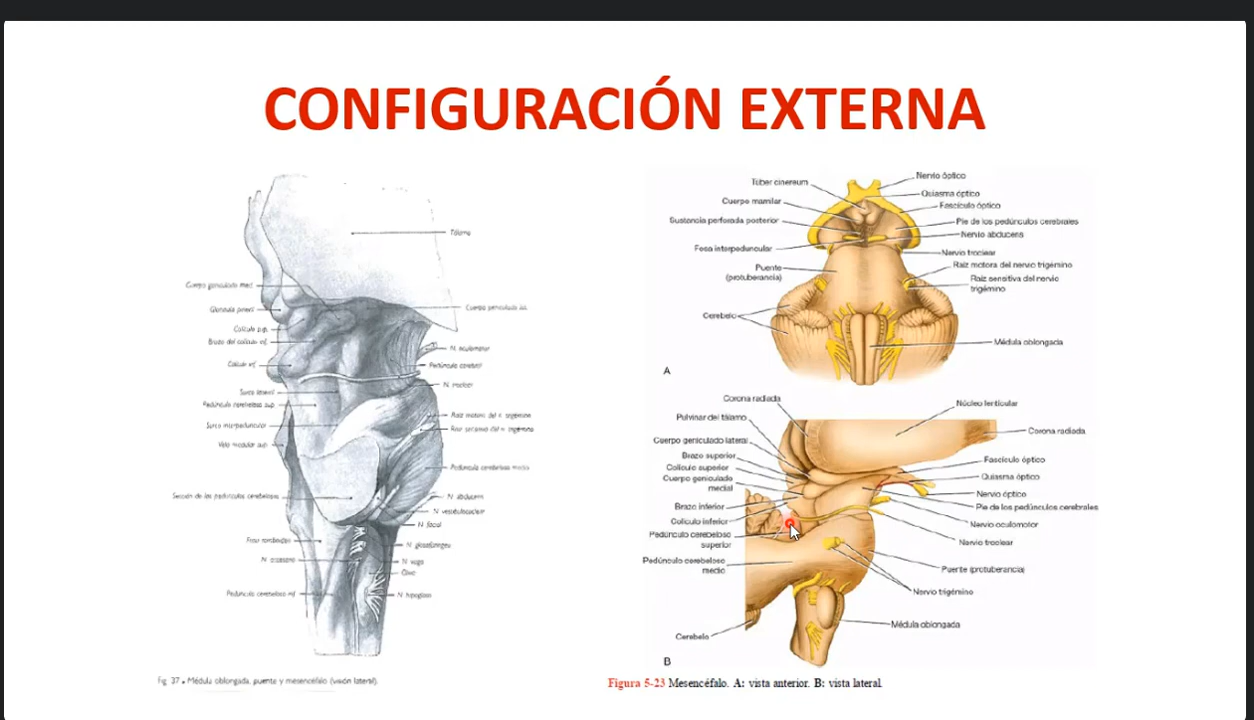 CONFIGURACIÓN EXTERNA
Tálamo
Cuerpo geniculado med.
Glándula pineal
Cuerpo geniculado lat.
Colículo sup.
Brazo del colículo inf.
N. oculomotor
Colículo inf.
Pedúnculo cerebral
N. troclear
Surco lateral
Pedúnculo cerebeloso sup.
Raíz motora del n. trigémino
Surco interpeduncular
Raíz sensitiva del n. trigémino
Velo medular sup.
Pedúnculo cerebeloso medio
Sección de los pedúnculos cerebelosos
N. abducens
N. vestibulococlear
N. facial
Fosa romboidea
N. glosofaríngeo
N. accesorio
N. vago
Oliva
Pedúnculo cerebeloso inf.
N. hipogloso
Fig. 37 • Médula oblongada, puente y mesencéfalo (visión lateral).
Túber cinereum
Nervio óptico
Quiasma óptico
Cuerpo mamilar
Fascículo óptico
Sustancia perforada posterior
Pie de los pedúnculos cerebrales
Nervio abducens
Fosa interpeduncular
Nervio troclear
Puente
(protuberancia)
Raíz motora del nervio trigémino
Raíz sensitiva del nervio
trigémino
Cerebelo
Médula oblongada
A
Corona radiada
Núcleo lenticular
Pulvinar del tálamo
Corona radiada
Cuerpo geniculado lateral
Brazo superior
Fascículo óptico
Colículo superior
Cuerpo geniculado
medial
Quiasma óptico
Nervio óptico
Brazo inferior
Pie de los pedúnculos cerebrales
Colículo inferior
Nervio oculomotor
Pedúnculo cerebeloso
superior
Nervio troclear
Pedúnculo cerebeloso
medio
Puente (protuberancia)
Nervio trigémino
Médula oblongada
Cerebelo
B
Figura 5-23 Mesencéfalo. A: vista anterior. B: vista lateral.